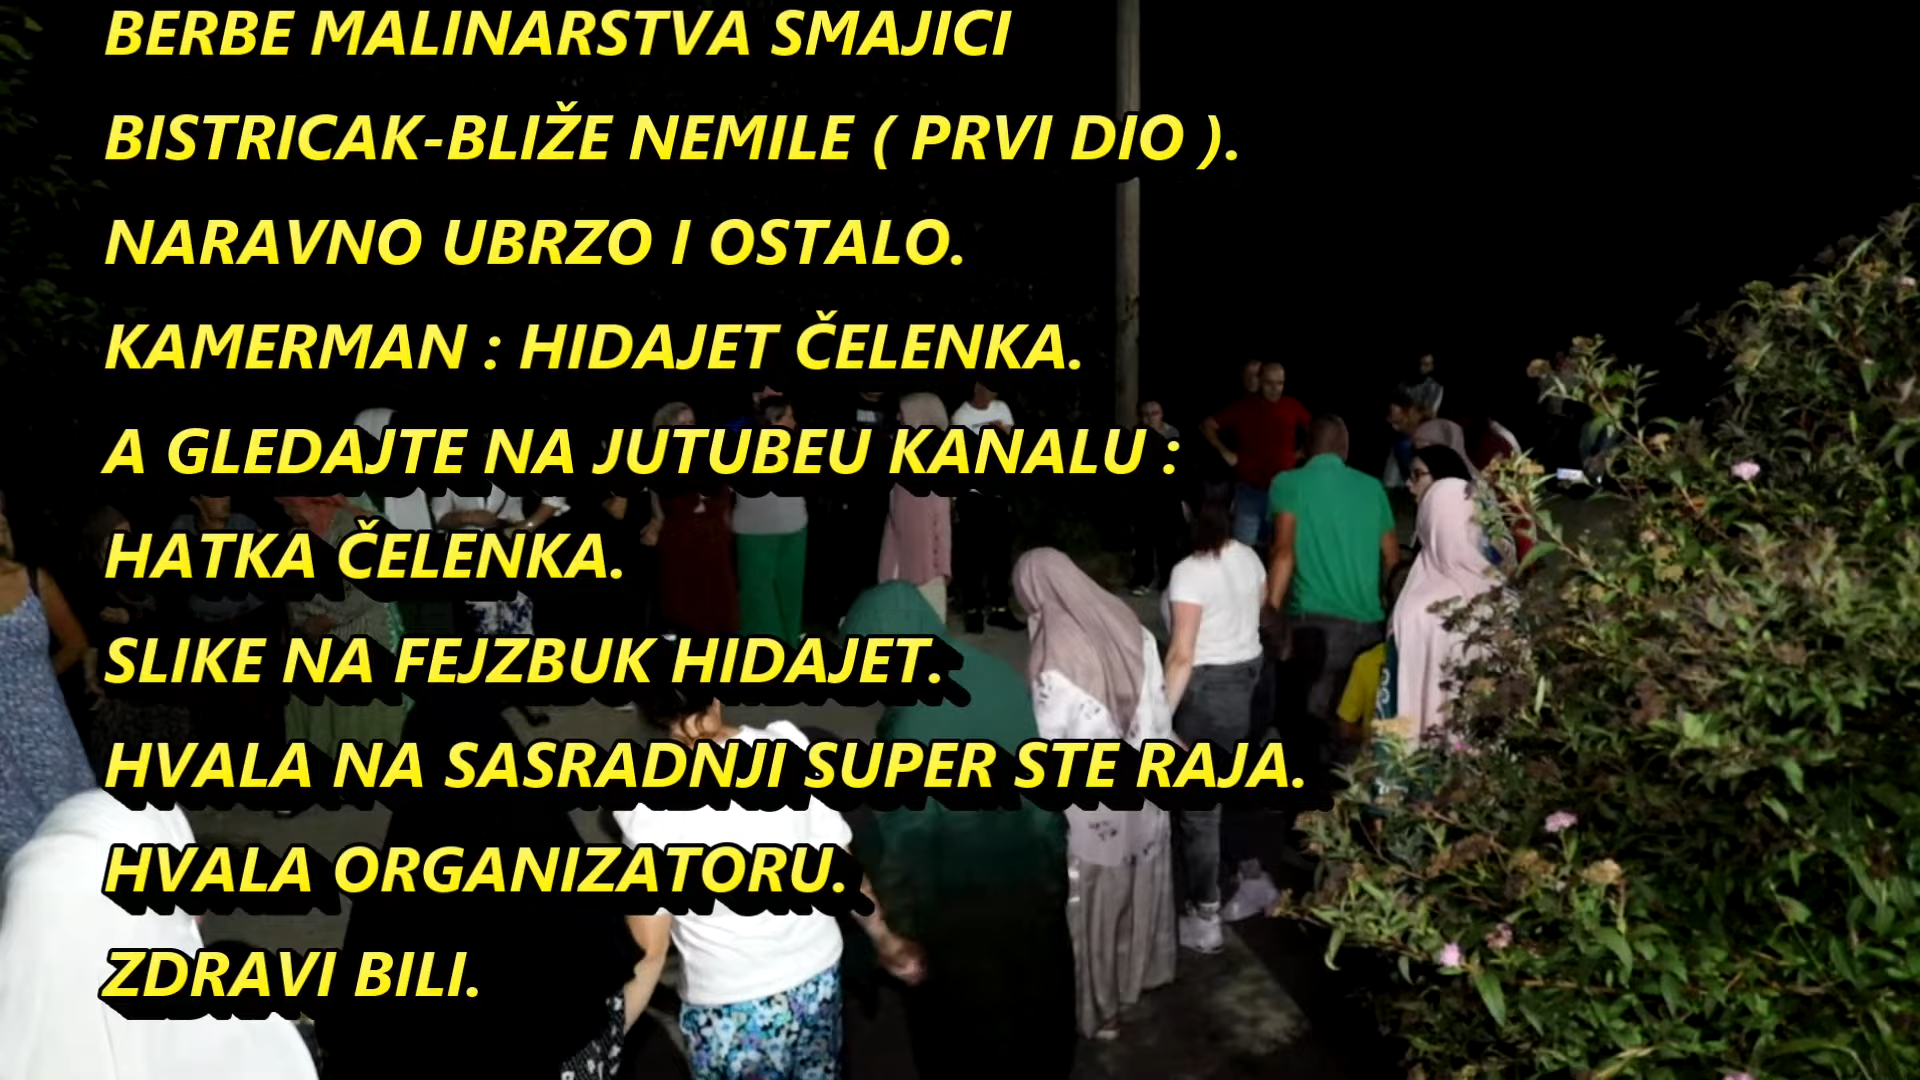 BERBE MALINARSTVA SMAJICI
BISTRICAK-BLIŽE NEMILE ( PRVI DIO ).
NARAVNO UBRZO I OSTALO.
KAMERMAN : HIDAJET ČELENKA.
A GLEDAJTE NA JUTUBEU KANALU :
HATKA ČELENKA.
SLIKE NA FEJZBUK HIDAJET.
HVALA NA SASRADNJI SUPER STE RAJA.
HVALA ORGANIZATORU.
ZDRAVI BILI.